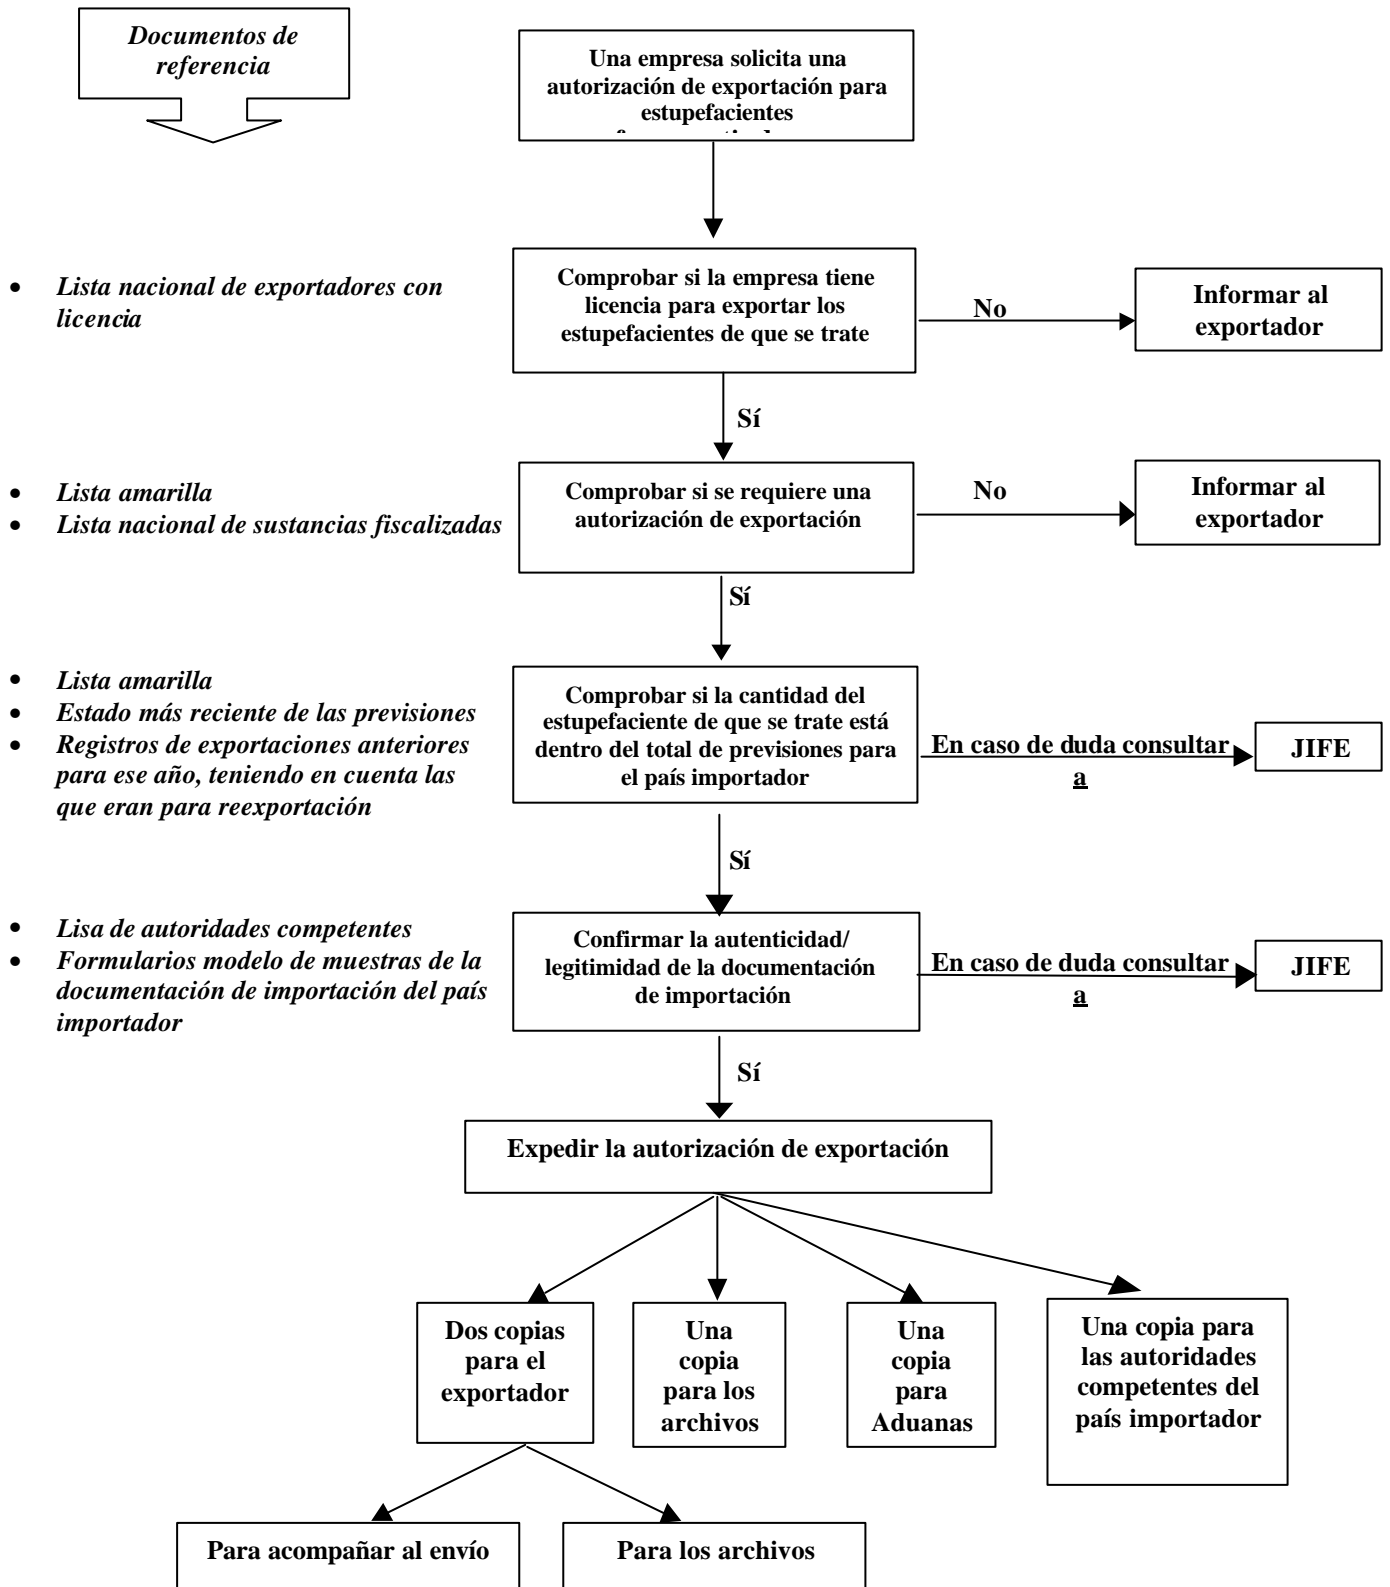 Documentos de
referencia
Una empresa solicita una
autorización de exportación para
estupefacientes
Lista nacional de exportadores con
licencia
Comprobar si la empresa tiene
licencia para exportar los
estupefacientes de que se trate
No
Informar al
exportador
Sí
Lista amarilla
Lista nacional de sustancias fiscalizadas
Comprobar si se requiere una
autorización de exportación
No
Informar al
exportador
Sí
Lista amarilla
Estado más reciente de las previsiones
Registros de exportaciones anteriores
para ese año, teniendo en cuenta las
que eran para reexportación
Comprobar si la cantidad del
estupefaciente de que se trate está
dentro del total de previsiones para
el país importador
En caso de duda consultar
a
JIFE
Sí
Lisa de autoridades competentes
Formularios modelo de muestras de la
documentación de importación del país
importador
Confirmar la autenticidad/
legitimidad de la documentación
de importación
En caso de duda consultar
a
JIFE
Sí
Expedir la autorización de exportación
Dos copias
para el
exportador
Una
copia
para los
archivos
Una
copia
para
Aduanas
Una copia para
las autoridades
competentes del
país importador
Para acompañar al envío
Para los archivos